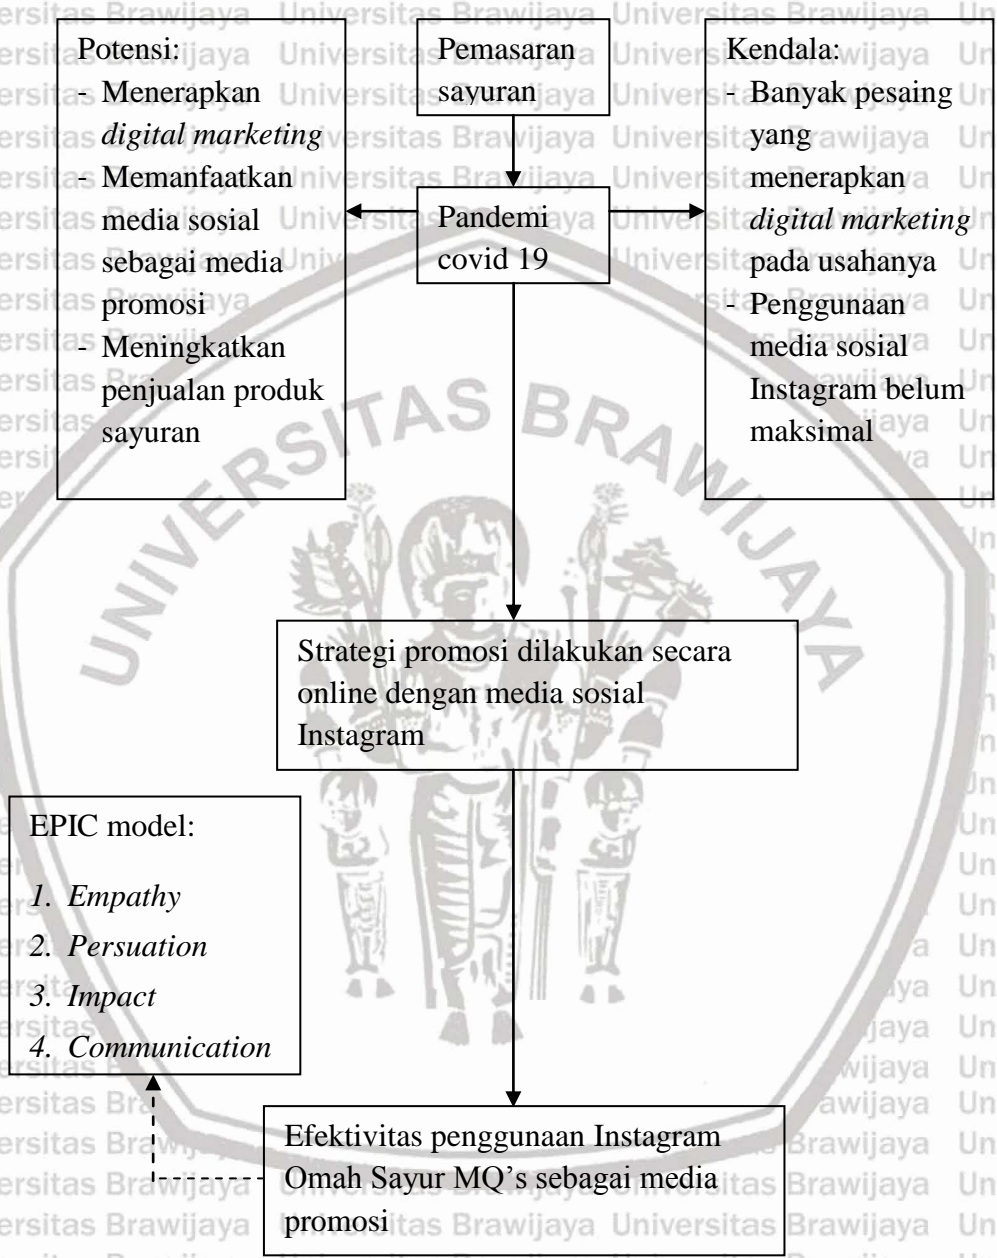 Potensi:
- Menerapkan
digital marketing
- Memanfaatkan
media sosial
sebagai media
promosi
- Meningkatkan
penjualan produk
sayuran
Pemasaran
sayuran
Kendala:
- Banyak pesaing
yang
menerapkan
digital marketing
pada usahanya
- Penggunaan
media sosial
Instagram belum
maksimal
Pandemi
covid 19
UNIVERSITAS BRAWIJAYA
Strategi promosi dilakukan secara
online dengan media sosial
Instagram
EPIC model:
1. Empathy
2. Persuation
3. Impact
4. Communication
Efektivitas penggunaan Instagram
Omah Sayur MQ's sebagai media
promosi